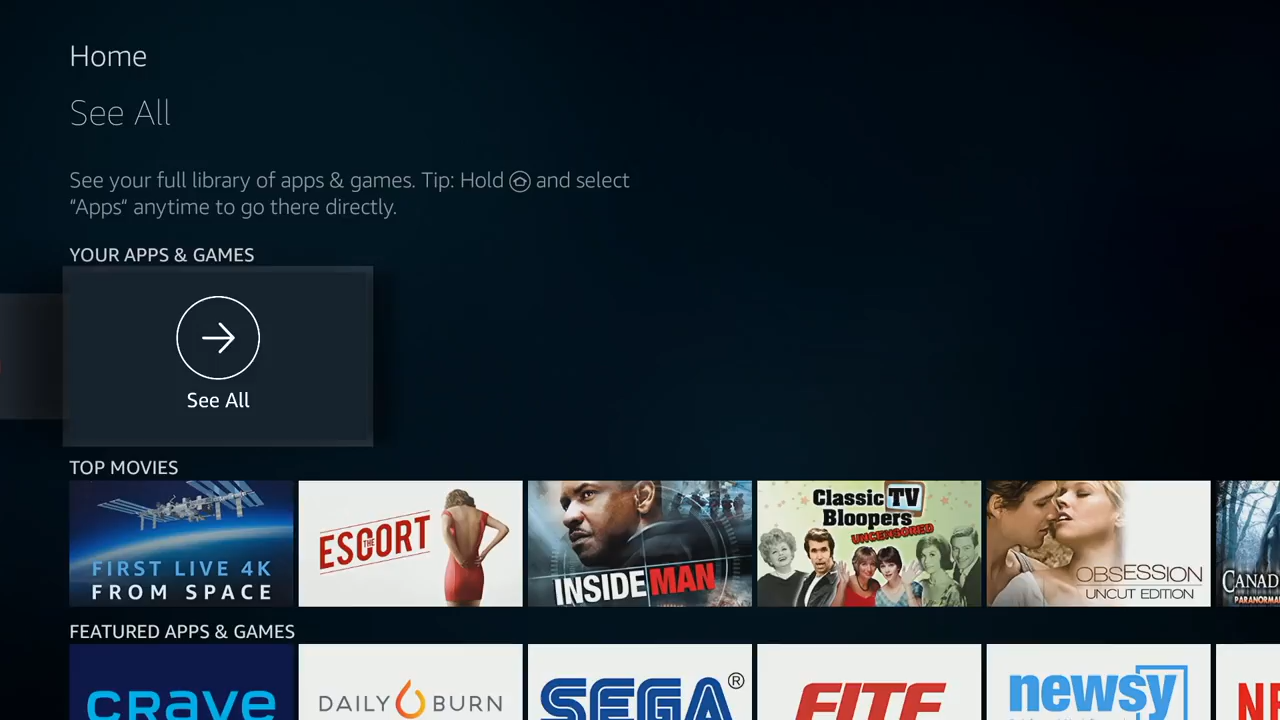 Home
See All
See your full library of apps & games. Tip: Hold and select
"Apps" anytime to go there directly.
YOUR APPS & GAMES
See All
TOP MOVIES
FIRST LIVE 4K
FROM SPACE
THE
ESCORT
INSIDE MAN
Classic TV
Bloopers
UNCENSORED
OBSESSION
UNCUT EDITION
PARANORMAL
FEATURED APPS & GAMES
crave
DAILY BURN
SEGA®
FITE
newsy